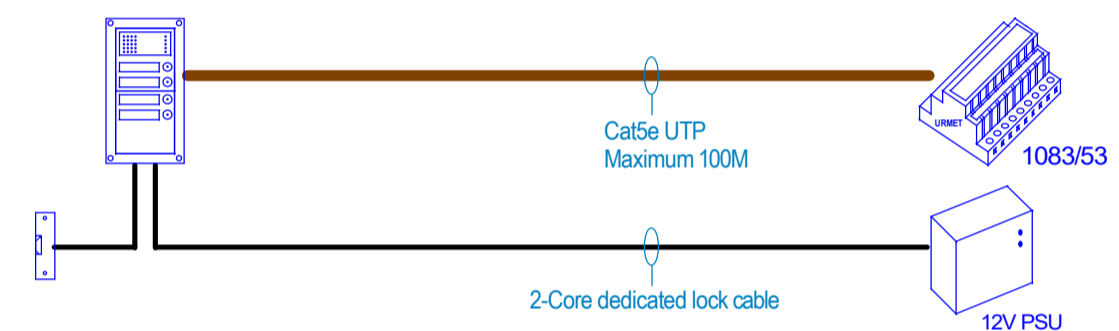 Cat5e UTP
Maximum 100M
URMET
1083/53
2-Core dedicated lock cable
12V PSU